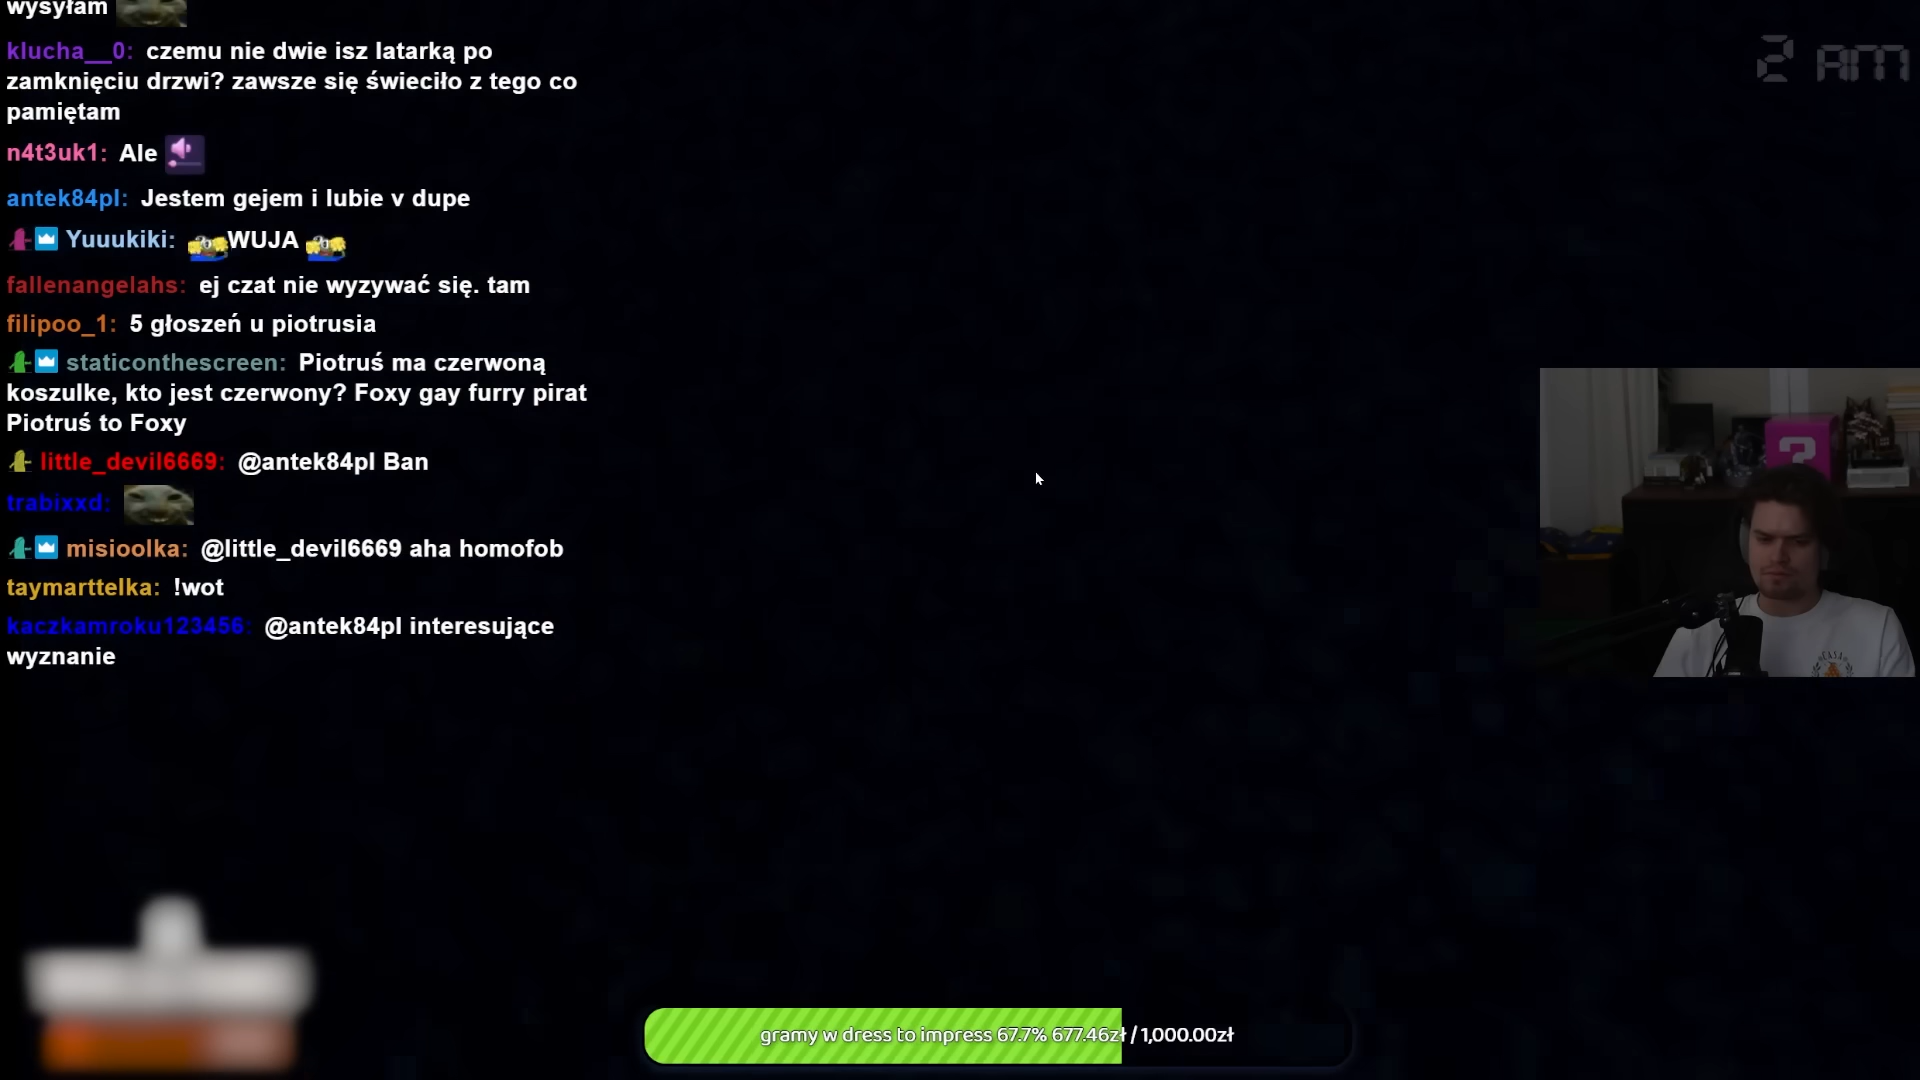 wysyłam
klucha__0: czemu nie dwie isz latarką po
zamknięciu drzwi? zawsze się świeciło z tego co
pamiętam
n4t3uk1: Ale
antek84pl: Jestem gejem i lubie v dupe
Yuuukiki: WUJA
fallenangelahs: ej czat nie wyzywać się. tam
filipoo_1: 5 głoszeń u piotrusia
staticonthescreen: Piotruś ma czerwoną
koszulke, kto jest czerwony? Foxy gay furry pirat
Piotruś to Foxy
little_devil6669: @antek84pl Ban
trabixxd:
misioolka: @little_devil6669 aha homofob
taymarttelka: !wot
kaczkamroku123456: @antek84pl interesujące
wyznanie
2 AM
?
CASA
gramy w dress to impress 67.7% 677.46zł / 1,000.00zł